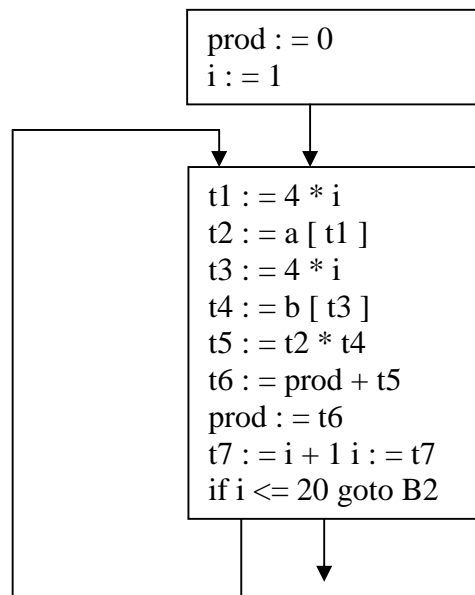 prod : = 0
i : = 1
t1 : = 4 * i
t2 : = a [ t1 ]
t3 : = 4 * i
t4 : = b [ t3 ]
t5 : = t2 * t4
t6 : = prod + t5
prod : = t6
t7 : = i + 1 i : = t7
if i <= 20 goto B2